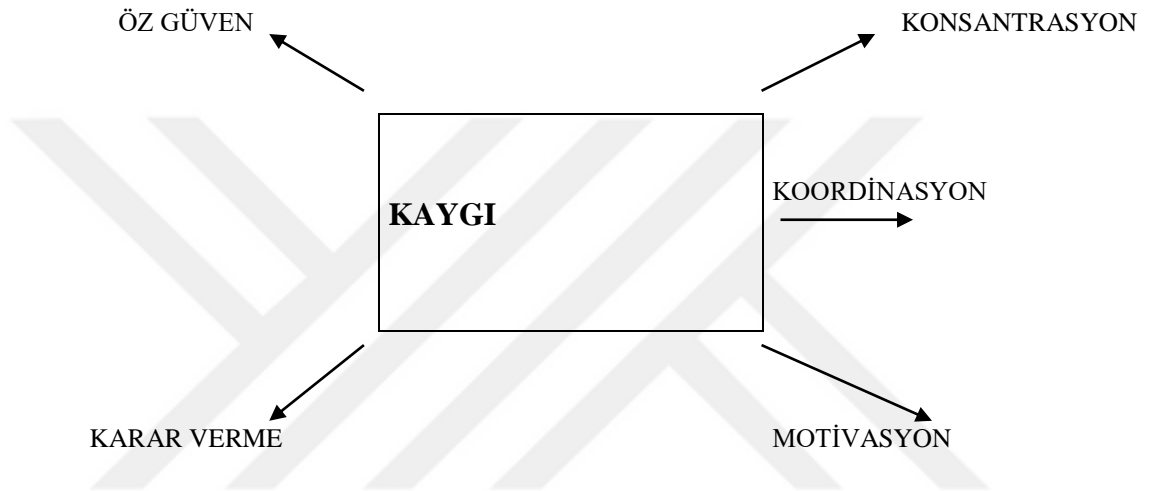 ÖZ GÜVEN
KONSANTRASYON
KOORDİNASYON
KAYGI
KARAR VERME
MOTİVASYON